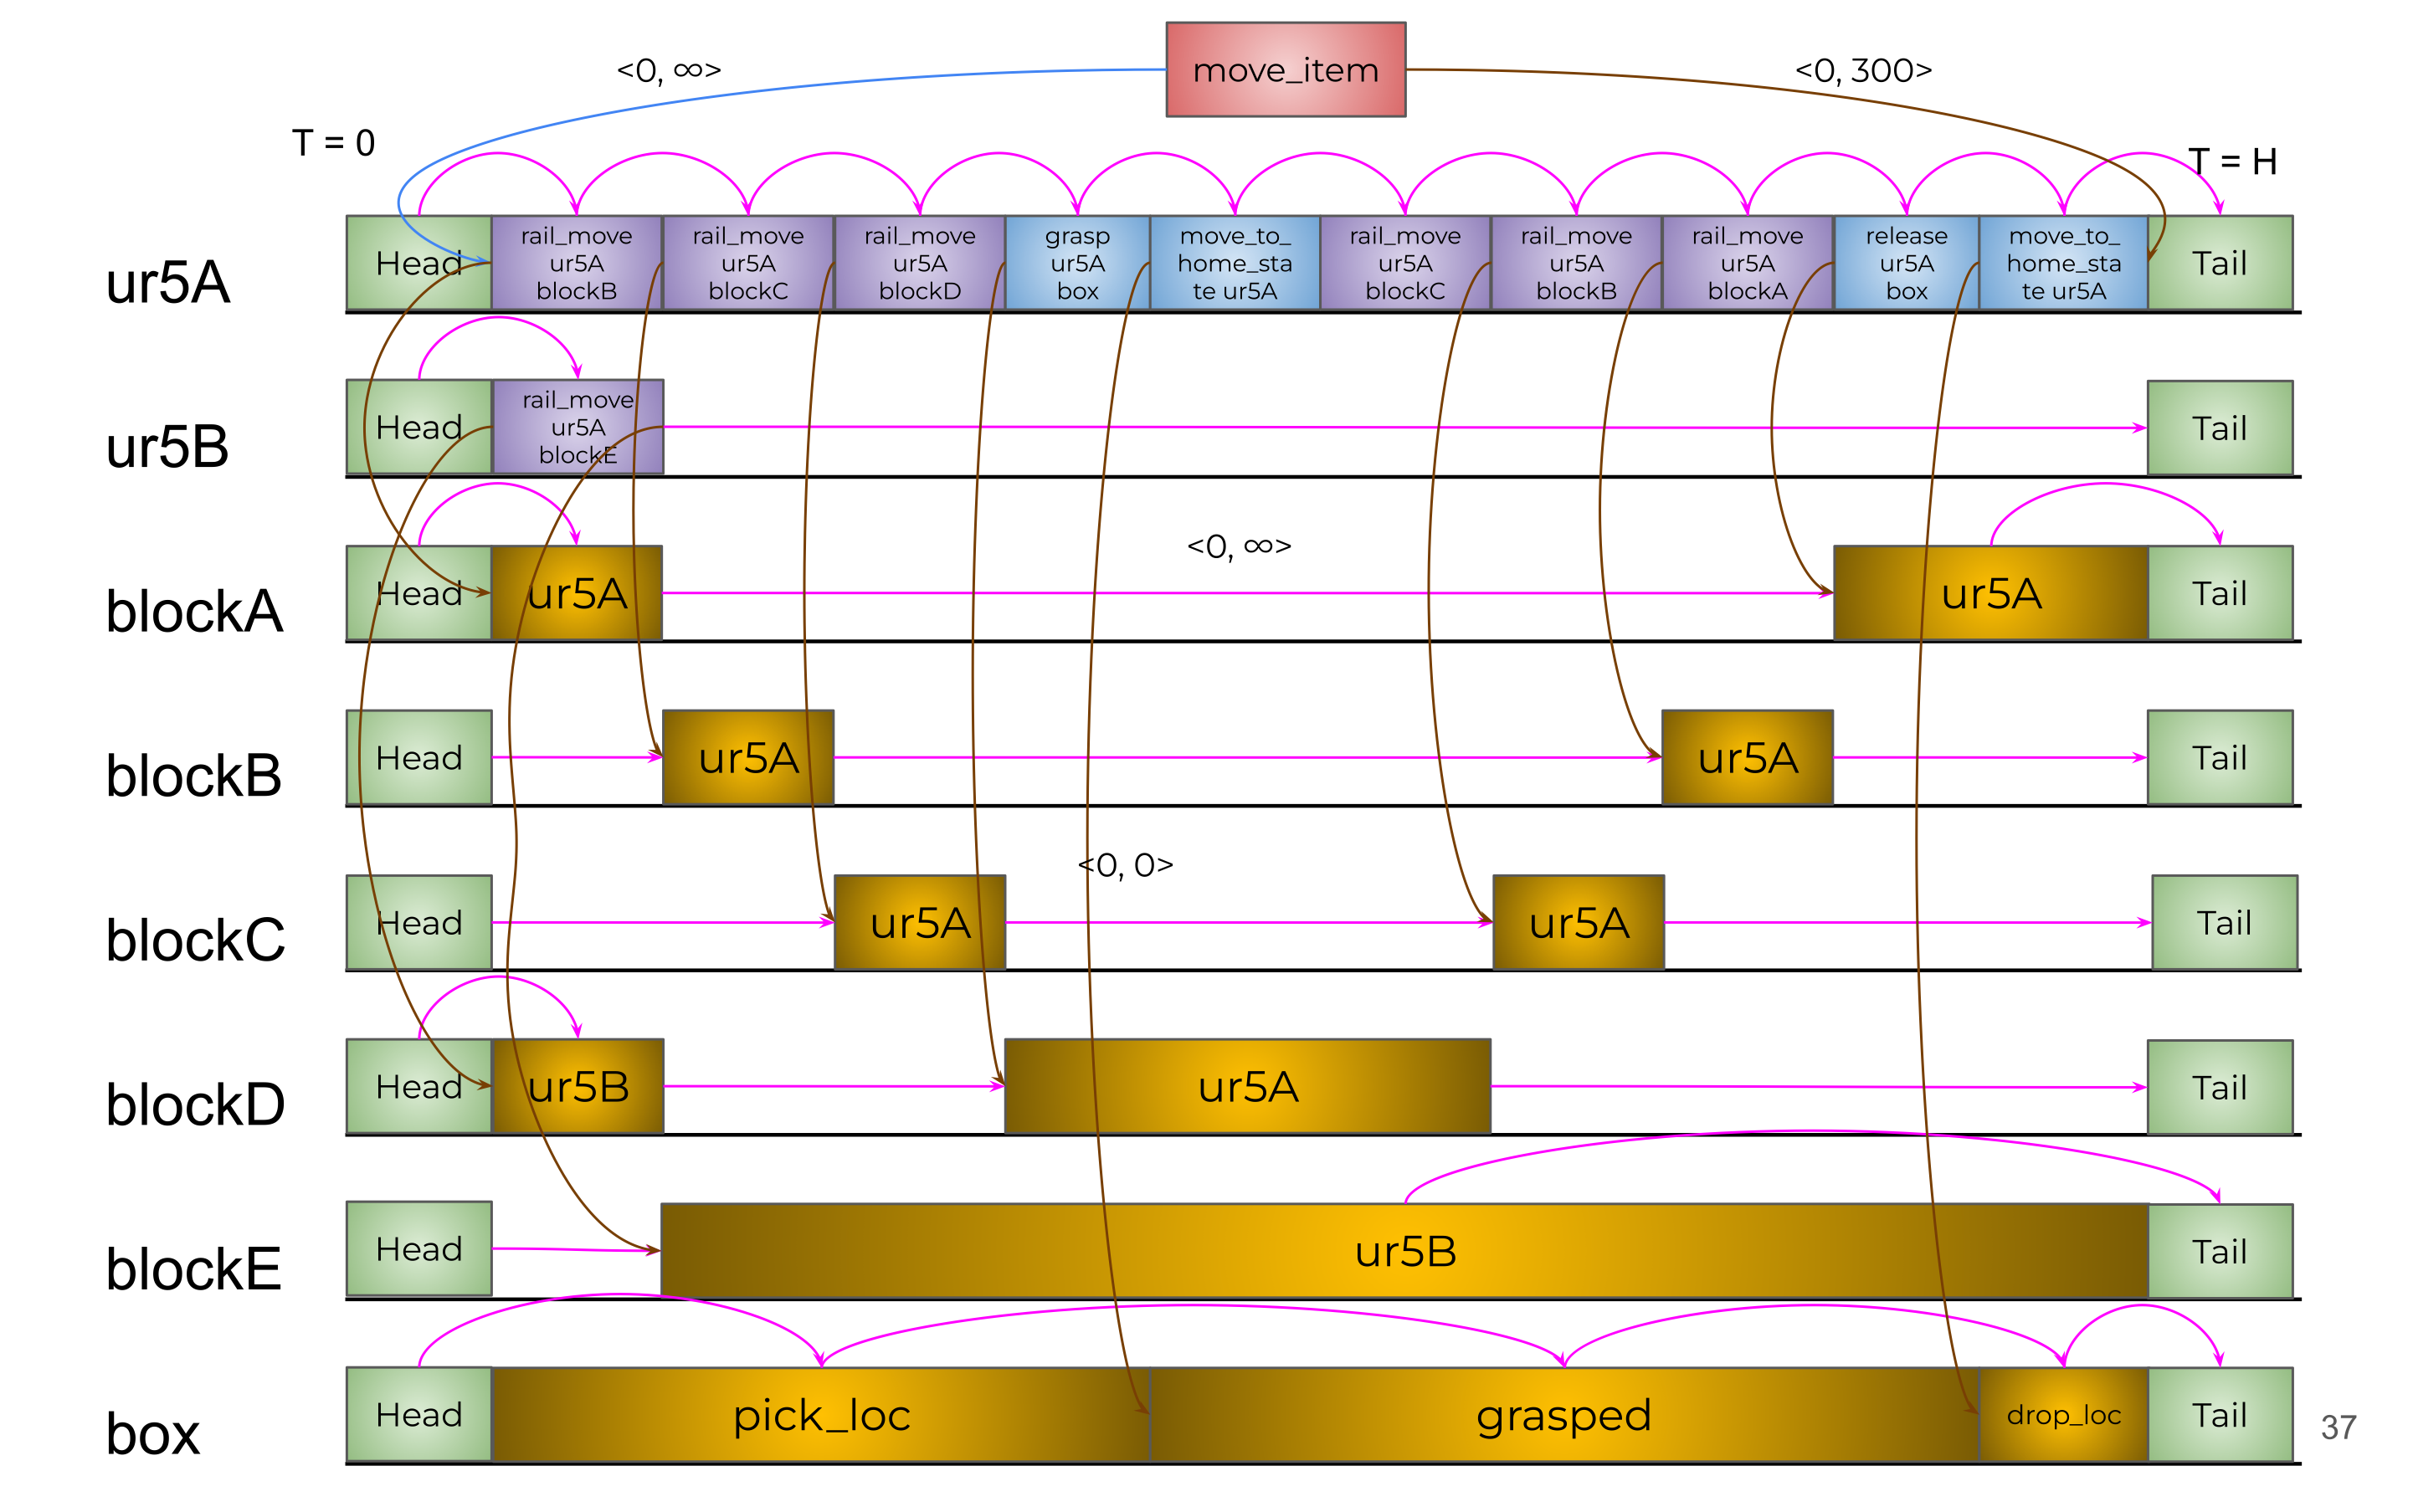 move_item
<0, ∞>
<0, 300>
T = 0
T = H
ur5A
Head
rail_move
ur5A
blockB
rail_move
ur5A
blockC
rail_move
ur5A
blockD
grasp
ur5A
box
move_to_
home_sta
te ur5A
rail_move
ur5A
blockC
rail_move
ur5A
blockB
rail_move
ur5A
blockA
release
ur5A
box
move_to_
home_sta
te ur5A
Tail
ur5B
Head
rail_move
ur5A
blockE
Tail
blockA
Head
ur5A
<0, ∞>
ur5A
Tail
blockB
Head
ur5A
ur5A
Tail
<0, 0>
blockC
Head
ur5A
ur5A
Tail
blockD
Head
ur5B
ur5A
Tail
blockE
Head
ur5B
Tail
box
Head
pick_loc
grasped
drop_loc
Tail
37